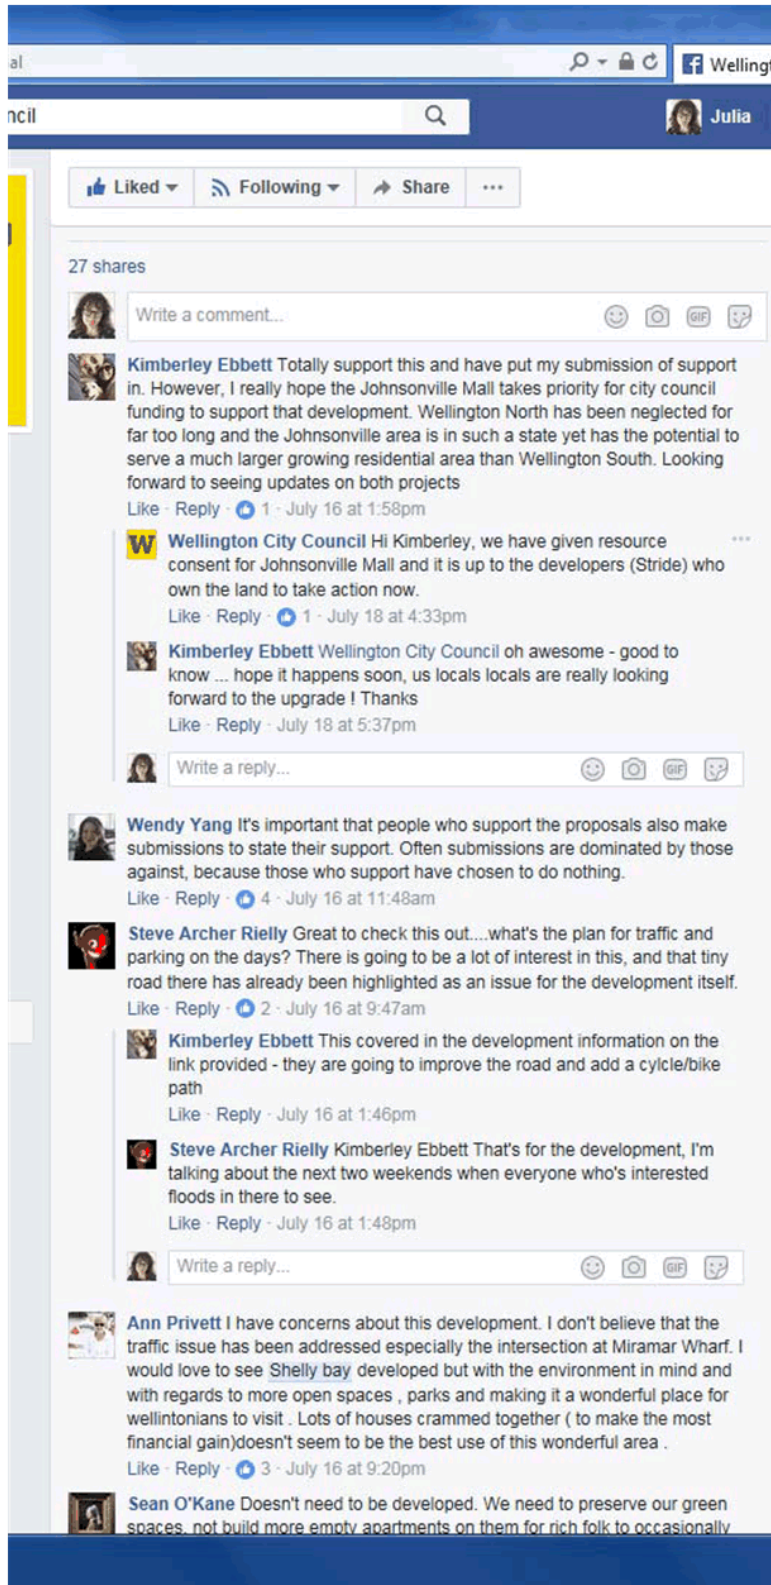 al
Welling
ncil
Julia
Liked
Following
Share
27 shares
Write a comment...
GIF
Kimberley Ebbett Totally support this and have put my submission of support
in. However, I really hope the Johnsonville Mall takes priority for city council
funding to support that development. Wellington North has been neglected for
far too long and the Johnsonville area is in such a state yet has the potential to
serve a much larger growing residential area than Wellington South. Looking
forward to seeing updates on both projects
Like · Reply · 1 · July 16 at 1:58pm
W
Wellington City Council Hi Kimberley, we have given resource
consent for Johnsonville Mall and it is up to the developers (Stride) who
own the land to take action now.
Like · Reply · 1 · July 18 at 4:33pm
Kimberley Ebbett Wellington City Council oh awesome - good to
know ... hope it happens soon, us locals locals are really looking
forward to the upgrade ! Thanks
Like · Reply · July 18 at 5:37pm
Write a reply...
GIF
Wendy Yang It's important that people who support the proposals also make
submissions to state their support. Often submissions are dominated by those
against, because those who support have chosen to do nothing.
Like · Reply · 4 · July 16 at 11:48am
Steve Archer Rielly Great to check this out....what's the plan for traffic and
parking on the days? There is going to be a lot of interest in this, and that tiny
road there has already been highlighted as an issue for the development itself.
Like · Reply · 2 · July 16 at 9:47am
Kimberley Ebbett This covered in the development information on the
link provided - they are going to improve the road and add a cylcle/bike
path
Like · Reply · July 16 at 1:46pm
Steve Archer Rielly Kimberley Ebbett That's for the development, I'm
talking about the next two weekends when everyone who's interested
floods in there to see.
Like · Reply · July 16 at 1:48pm
Write a reply...
GIF
Ann Privett I have concerns about this development. I don't believe that the
traffic issue has been addressed especially the intersection at Miramar Wharf. I
would love to see Shelly bay developed but with the environment in mind and
with regards to more open spaces , parks and making it a wonderful place for
wellintonians to visit . Lots of houses crammed together ( to make the most
financial gain)doesn't seem to be the best use of this wonderful area .
Like · Reply · 3 · July 16 at 9:20pm
Sean O'Kane Doesn't need to be developed. We need to preserve our green
spaces, not build more empty apartments on them for rich folk to occasionally